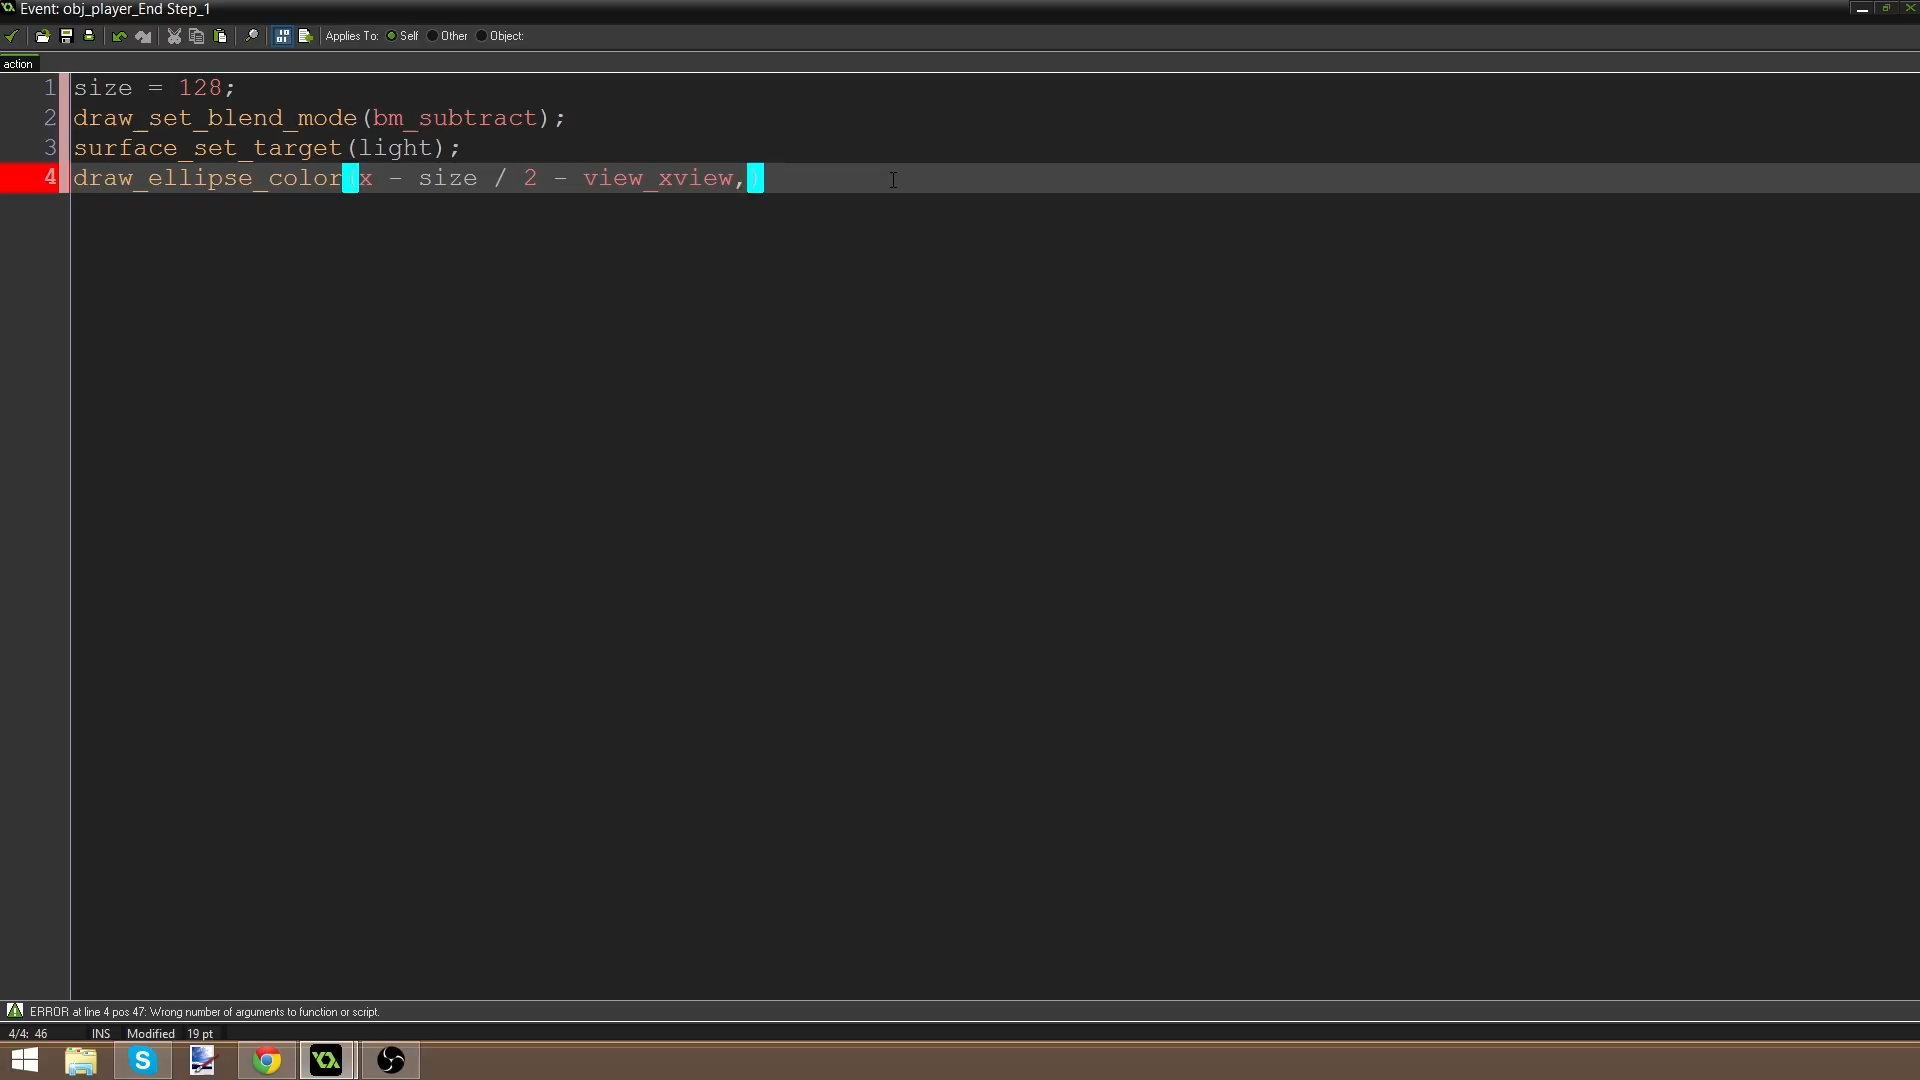 Event: obj_player_End Step_1
Applies To: Self Other Object:
action
1 size = 128;
2 draw_set_blend_mode(bm_subtract);
3 surface_set_target(light);
4 draw_ellipse_color(x - size / 2 - view_xview,)
ERROR at line 4 pos 47: Wrong number of arguments to function or script.
4/4: 46 INS Modified 19 pt